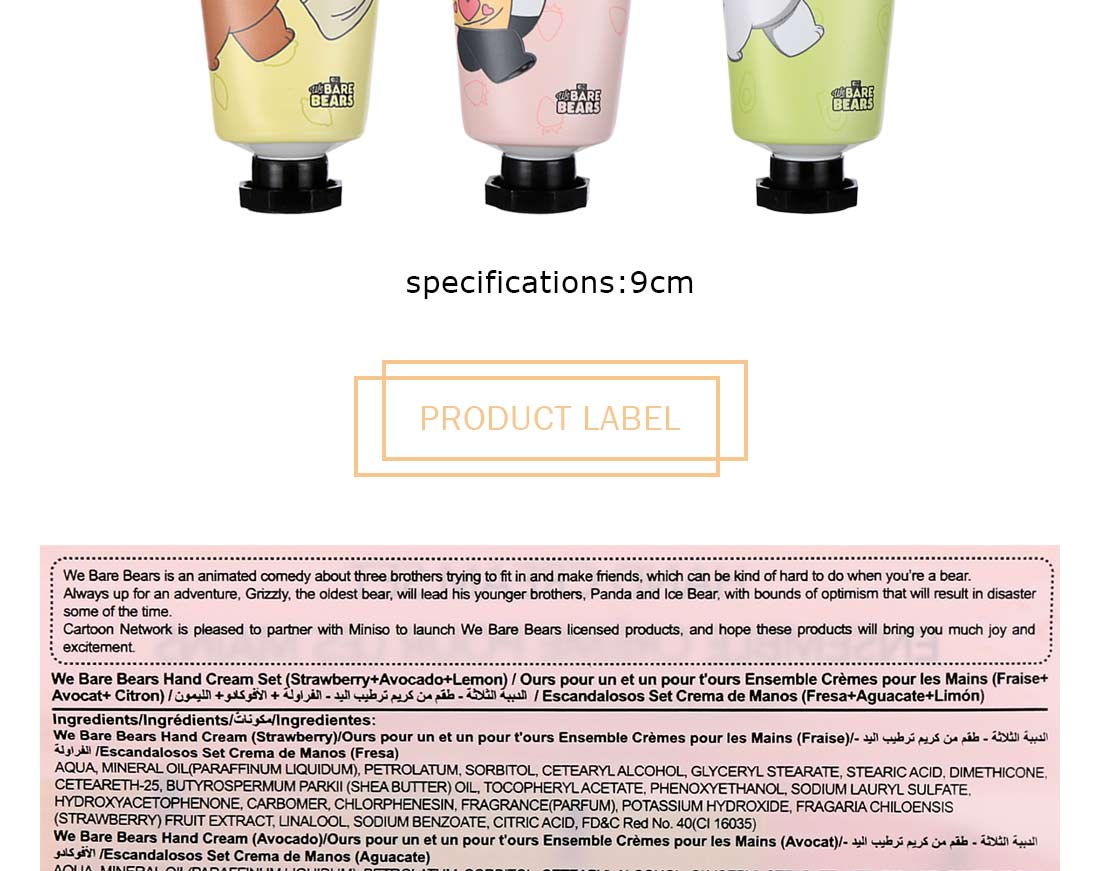 We BARE BEARS
We BARE BEARS
We BARE BEARS
specifications:9cm
PRODUCT LABEL
We Bare Bears is an animated comedy about three brothers trying to fit in and make friends, which can be kind of hard to do when you're a bear.
Always up for an adventure, Grizzly, the oldest bear, will lead his younger brothers, Panda and Ice Bear, with bounds of optimism that will result in disaster
some of the time.
Cartoon Network is pleased to partner with Miniso to launch We Bare Bears licensed products, and hope these products will bring you much joy and
excitement.
We Bare Bears Hand Cream Set (Strawberry+Avocado+Lemon) / Ours pour un et un pour t'ours Ensemble Crèmes pour les Mains (Fraise+
Avocat+ Citron) / الدببة الثلاثة - طقم من كريم ترطيب اليد - الفراولة + الأفوكادو+ الليمون / Escandalosos Set Crema de Manos (Fresa+Aguacate+Limón)
Ingredients/Ingrédients/مكونات/Ingredientes:
We Bare Bears Hand Cream (Strawberry)/Ours pour un et un pour t'ours Ensemble Crèmes pour les Mains (Fraise)/- الدببة الثلاثة - طقم من كريم ترطيب اليد
الفراولة /Escandalosos Set Crema de Manos (Fresa)
AQUA, MINERAL OIL(PARAFFINUM LIQUIDUM), PETROLATUM, SORBITOL, CETEARYL ALCOHOL, GLYCERYL STEARATE, STEARIC ACID, DIMETHICONE,
CETEARETH-25, BUTYROSPERMUM PARKII (SHEA BUTTER) OIL, TOCOPHERYL ACETATE, PHENOXYETHANOL, SODIUM LAURYL SULFATE,
HYDROXYACETOPHENONE, CARBOMER, CHLORPHENESIN, FRAGRANCE(PARFUM), POTASSIUM HYDROXIDE, FRAGARIA CHILOENSIS
(STRAWBERRY) FRUIT EXTRACT, LINALOOL, SODIUM BENZOATE, CITRIC ACID, FD&C Red No. 40(CI 16035)
We Bare Bears Hand Cream (Avocado)/Ours pour un et un pour t'ours Ensemble Crèmes pour les Mains (Avocat)/- الدببة الثلاثة - طقم من كريم ترطيب اليد
الأفوكادو /Escandalosos Set Crema de Manos (Aguacate)